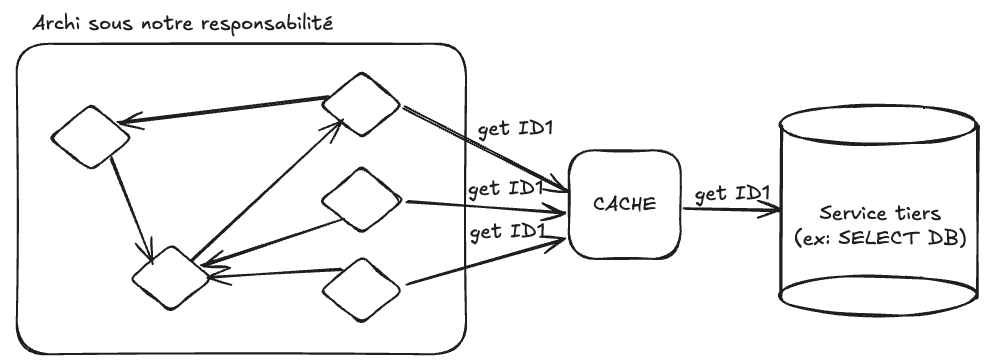 Archi sous notre responsabilité
get ID1
get ID1
get ID1
CACHE
get ID1
Service tiers
(ex: SELECT DB)